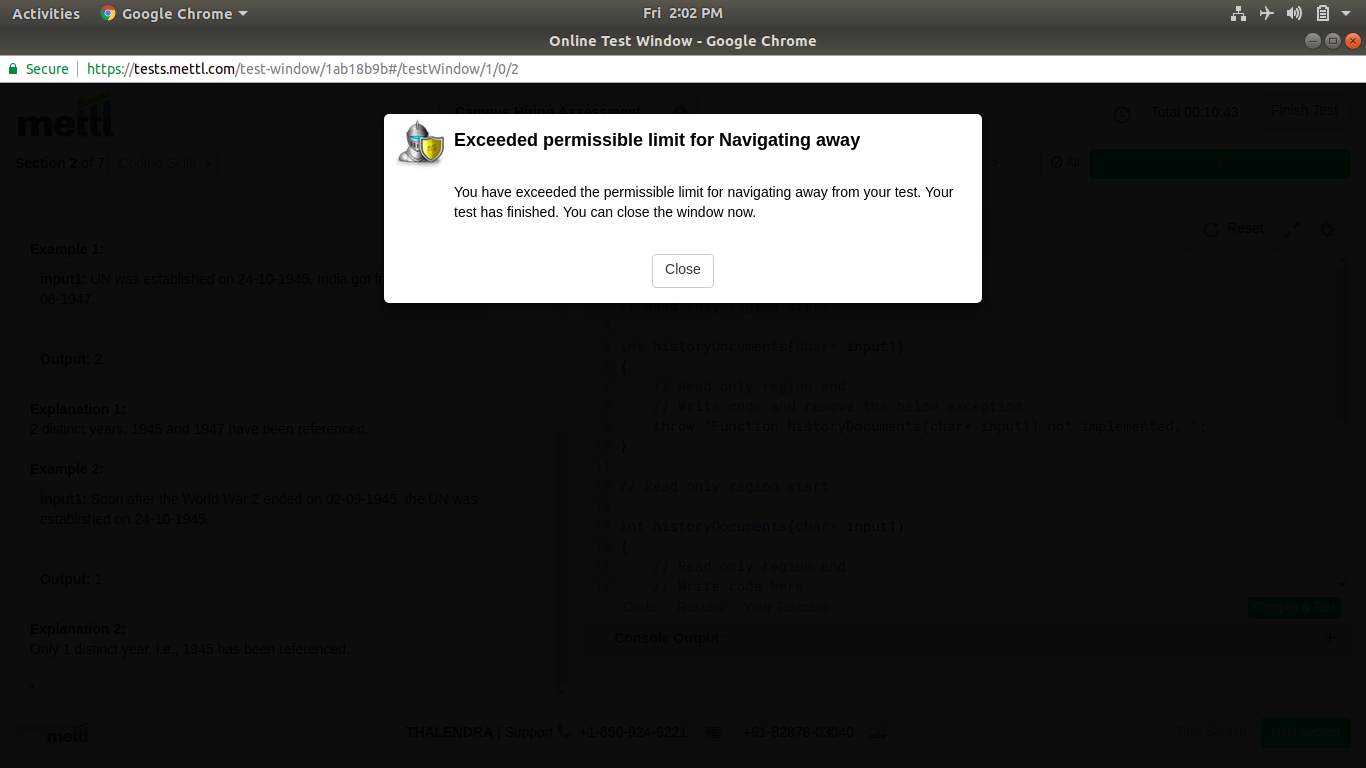 Activities Google Chrome Fri 2:02 PM
Online Test Window - Google Chrome
Secure https://tests.mettl.com/test-window/1ab18b9b#/testWindow/1/0/2
mettl Campus Hiring Assessment Total 00:10:43 Finish Test
Exceeded permissible limit for Navigating away
You have exceeded the permissible limit for navigating away from your test. Your
test has finished. You can close the window now.
Close
Section 2 of 7 Coding Skills All
Reset
Example 1:
input1: UN was established on 24-10-1945. India got
08-1947.
Output: 2
Explanation 1:
2 distinct years, 1945 and 1947 have been referenced.
Example 2:
input1: Soon after the World War 2 ended on 02-09-1945, the UN was
established on 24-10-1945.
Output: 1
Explanation 2:
Only 1 distinct year, i.e., 1945 has been referenced.
// Read only region start
int historyDocuments(char* input1)
{
// Read only region end
// Write code and remove the below exception
throw "Function historyDocuments(char* input1) not implemented. ";
}
// Read only region start
int historyDocuments(char* input1)
{
// Read only region end
// Write code here
Code Results Your Testcase Compile & Test
Console Output :
mettl THALENDRA | Support +1-650-924-9221 +91-82878-03040 Prev Section Next Section